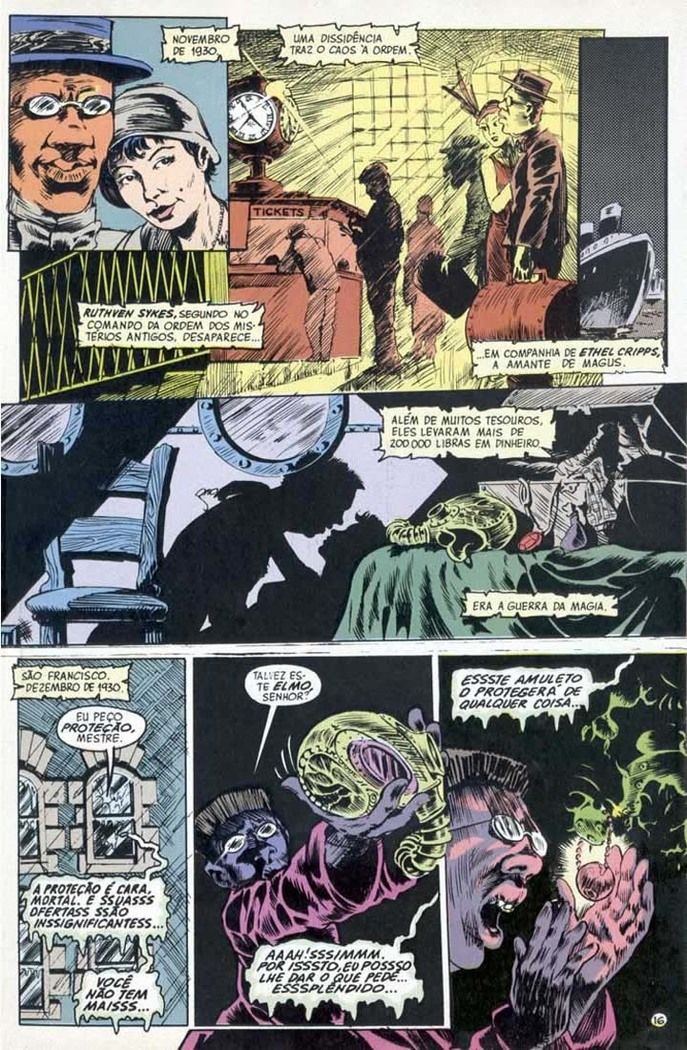 NOVEMBRO
DE 1930.
UMA DISSIDÊNCIA
TRAZ O CAOS À ORDEM.
TICKETS
RUTHVEN SYKES, SEGUNDO NO
COMANDO DA ORDEM DOS MIS-
TÉRIOS ANTIGOS, DESAPARECE...
...EM COMPANHIA DE ETHEL CRIPPS,
A AMANTE DE MAGUS.
ALÉM DE MUITOS TESOUROS,
ELES LEVARAM MAIS DE
200.000 LIBRAS EM DINHEIRO.
ERA A GUERRA DA MAGIA.
SÃO FRANCISCO.
DEZEMBRO DE 1930.
EU PEÇO
PROTEÇÃO,
MESTRE.
A PROTEÇÃO É CARA,
MORTAL. E SSUASSS
OFERTASS SSÃO
INSSIGNIFICANTESS...
VOCÊ
NÃO TEM
MAISSS...
TALVEZ ES-
TE ELMO,
SENHOR?
AAAH! SSSIMMM.
POR ISSSTO, EU POSSSO
LHE DAR O QUE PEDE...
ESSSPLÊNDIDO...
ESSSTE AMULETO
O PROTEGERÁ DE
QUALQUER COISA...
16